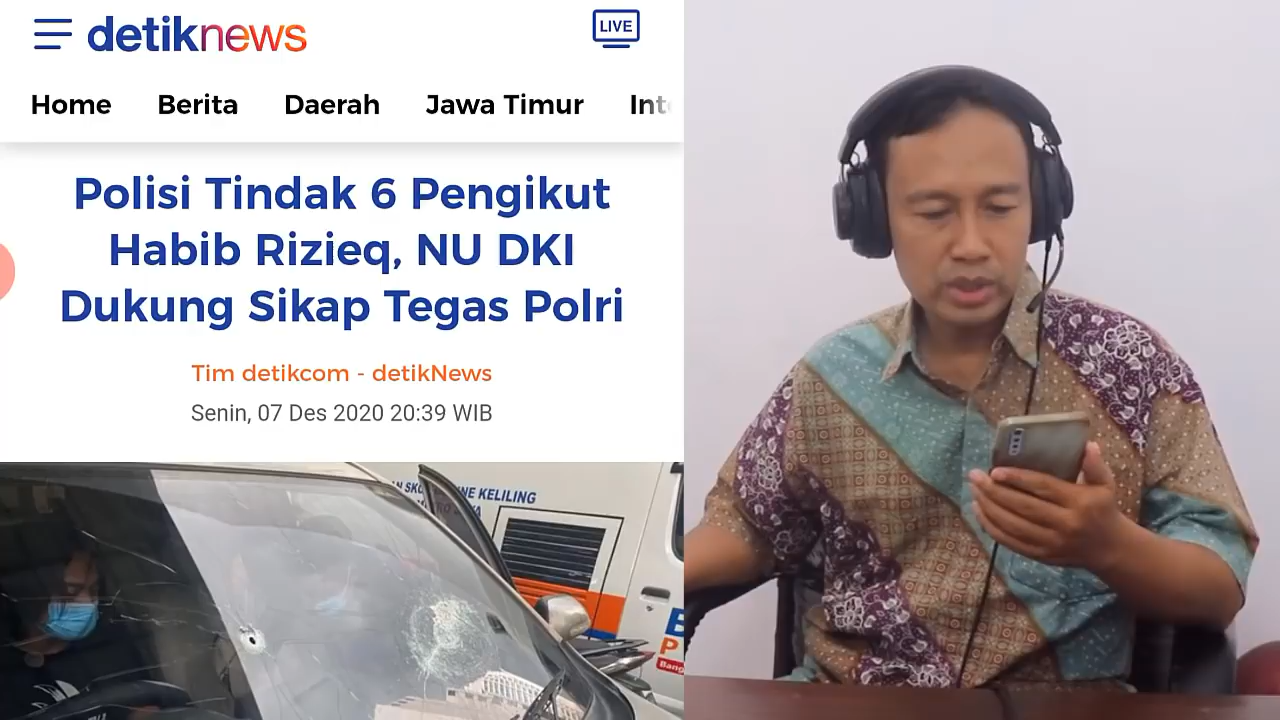 detiknews
LIVE
Home Berita Daerah Jawa Timur
Polisi Tindak 6 Pengikut
Habib Rizieq, NU DKI
Dukung Sikap Tegas Polri
Tim detikcom - detikNews
Senin, 07 Des 2020 20:39 WIB
KELILING